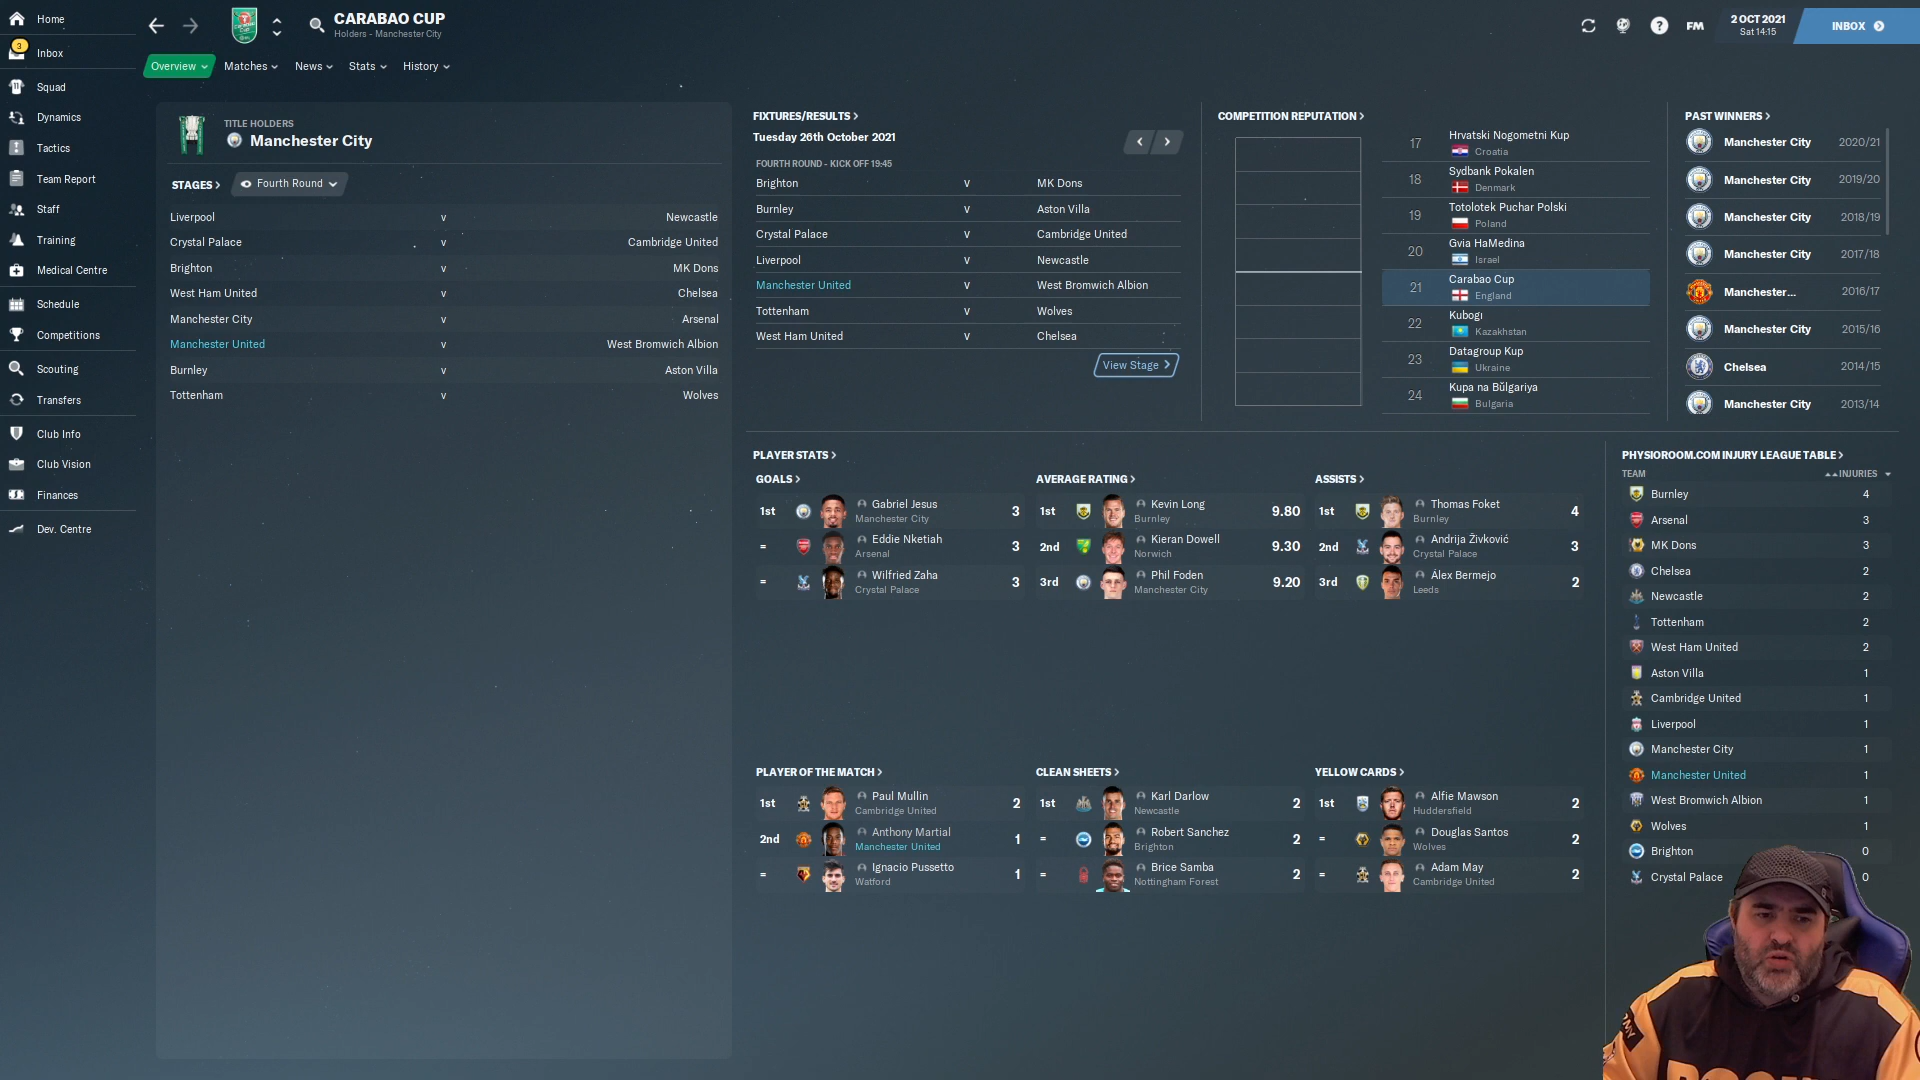 Home
3
Inbox
Squad
Dynamics
Tactics
Team Report
Staff
Training
Medical Centre
Schedule
Competitions
Scouting
Transfers
Club Info
Club Vision
Finances
Dev. Centre
CARABAO CUP
Holders - Manchester City
FM
2 OCT 2021
Sat 14:15
INBOX
Overview
Matches
News
Stats
History
TITLE HOLDERS
Manchester City
STAGES
Fourth Round
Liverpool v Newcastle
Crystal Palace v Cambridge United
Brighton v MK Dons
West Ham United v Chelsea
Manchester City v Arsenal
Manchester United v West Bromwich Albion
Burnley v Aston Villa
Tottenham v Wolves
FIXTURES/RESULTS
Tuesday 26th October 2021
FOURTH ROUND - KICK OFF 19:45
Brighton v MK Dons
Burnley v Aston Villa
Crystal Palace v Cambridge United
Liverpool v Newcastle
Manchester United v West Bromwich Albion
Tottenham v Wolves
West Ham United v Chelsea
View Stage
COMPETITION REPUTATION
17 Hrvatski Nogometni Kup
Croatia
18 Sydbank Pokalen
Denmark
19 Totolotek Puchar Polski
Poland
20 Gvia HaMedina
Israel
21 Carabao Cup
England
22 Kubogı
Kazakhstan
23 Datagroup Kup
Ukraine
24 Kupa na Bŭlgariya
Bulgaria
PAST WINNERS
Manchester City 2020/21
Manchester City 2019/20
Manchester City 2018/19
Manchester City 2017/18
Manchester... 2016/17
Manchester City 2015/16
Chelsea 2014/15
Manchester City 2013/14
PLAYER STATS
GOALS
1st Gabriel Jesus 3
Manchester City
= Eddie Nketiah 3
Arsenal
= Wilfried Zaha 3
Crystal Palace
AVERAGE RATING
1st Kevin Long 9.80
Burnley
2nd Kieran Dowell 9.30
Norwich
3rd Phil Foden 9.20
Manchester City
ASSISTS
1st Thomas Foket 4
Burnley
2nd Andrija Živković 3
Crystal Palace
3rd Álex Bermejo 2
Leeds
PLAYER OF THE MATCH
1st Paul Mullin 2
Cambridge United
2nd Anthony Martial 1
Manchester United
= Ignacio Pussetto 1
Watford
CLEAN SHEETS
1st Karl Darlow 2
Newcastle
= Robert Sanchez 2
Brighton
= Brice Samba 2
Nottingham Forest
YELLOW CARDS
1st Alfie Mawson 2
Huddersfield
= Douglas Santos 2
Wolves
= Adam May 2
Cambridge United
PHYSIOROOM.COM INJURY LEAGUE TABLE
TEAM INJURIES
Burnley 4
Arsenal 3
MK Dons 3
Chelsea 2
Newcastle 2
Tottenham 2
West Ham United 2
Aston Villa 1
Cambridge United 1
Liverpool 1
Manchester City 1
Manchester United 1
West Bromwich Albion 1
Wolves 1
Brighton 0
Crystal Palace 0